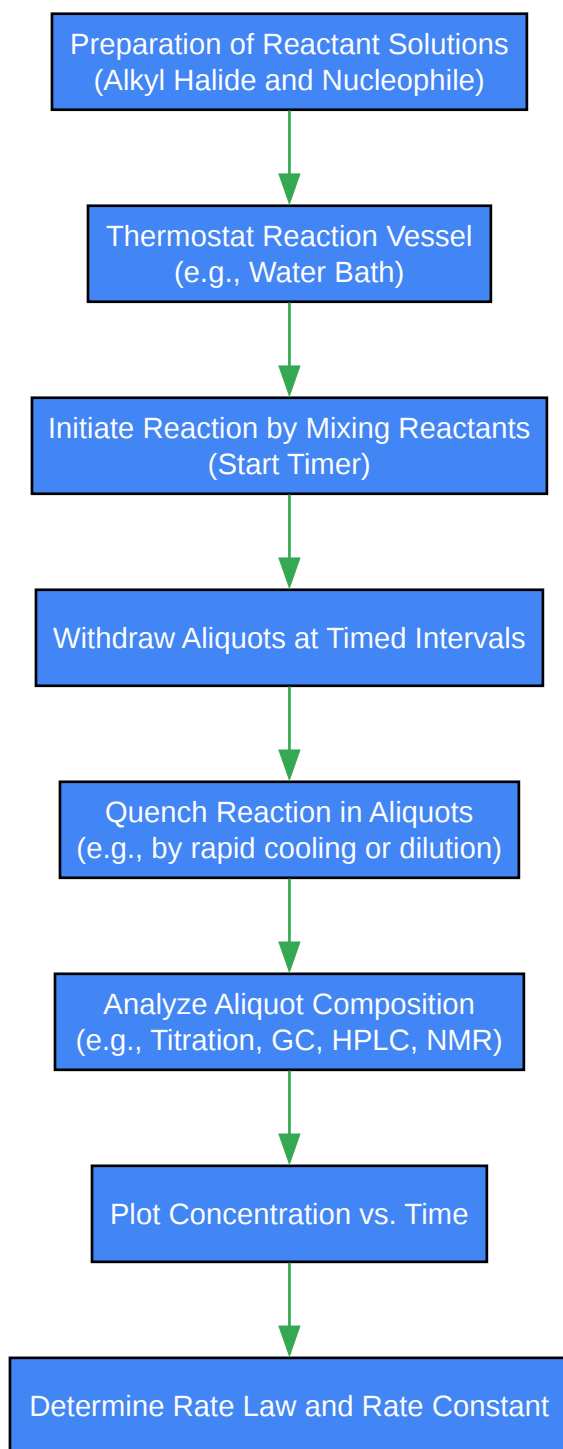 Preparation of Reactant Solutions
(Alkyl Halide and Nucleophile)
Thermostat Reaction Vessel
(e.g., Water Bath)
Initiate Reaction by Mixing Reactants
(Start Timer)
Withdraw Aliquots at Timed Intervals
Quench Reaction in Aliquots
(e.g., by rapid cooling or dilution)
Analyze Aliquot Composition
(e.g., Titration, GC, HPLC, NMR)
Plot Concentration vs. Time
Determine Rate Law and Rate Constant